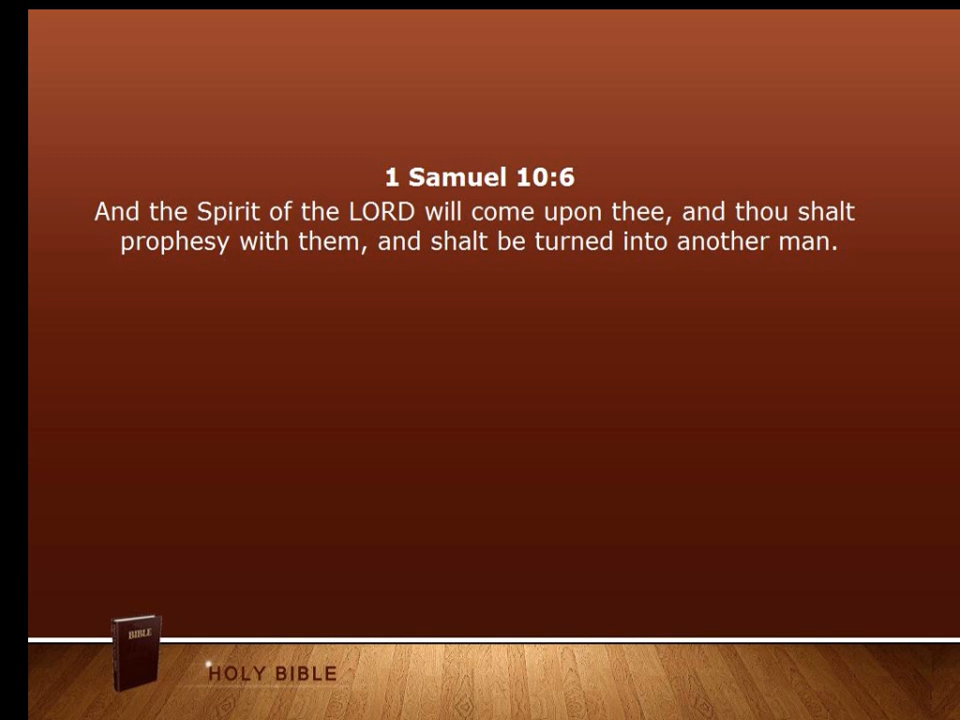 1 Samuel 10:6
And the Spirit of the LORD will come upon thee, and thou shalt
prophesy with them, and shalt be turned into another man.
BIBLE
HOLY BIBLE